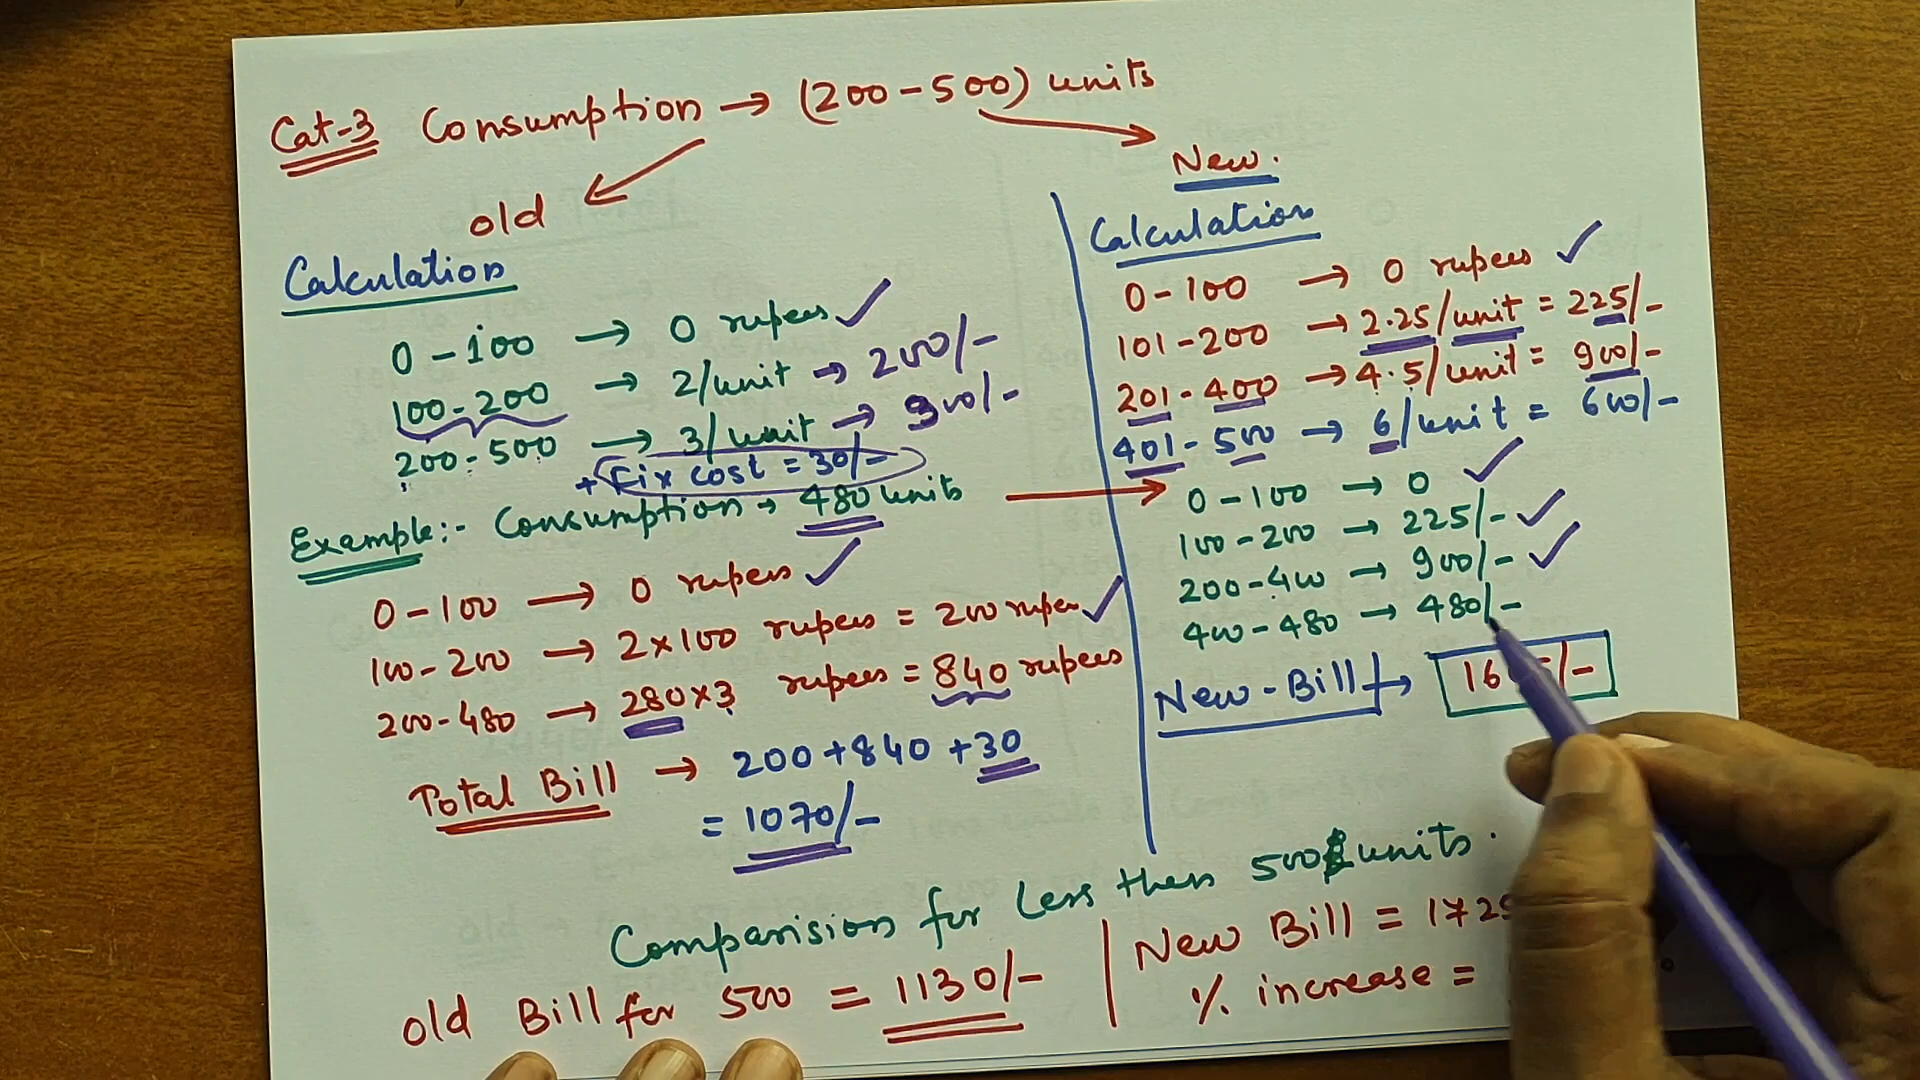 Cat-3 Consumption → (200-500) units
old
Calculation
0-100 → 0 rupees ✓
100-200 → 2/unit → 200/-
200-500 → 3/unit → 900/-
+ Fix cost = 30/-
Example:- Consumption → 480 units
0-100 → 0 rupees ✓
100-200 → 2×100 rupees = 200 rupees ✓
200-480 → 280×3 rupees = 840 rupees
Total Bill → 200+840+30
= 1070/-
New.
Calculation
0-100 → 0 rupees ✓
101-200 → 2.25/unit = 225/-
201-400 → 4.5/unit = 900/-
401-500 → 6/unit = 600/-
0-100 → 0 ✓
100-200 → 225/- ✓
200-400 → 900/- ✓
400-480 → 480/-
New-Bill →
Comparision for Less then 500 units.
old Bill for 500 = 1130/-
New Bill = 1725
% increase =